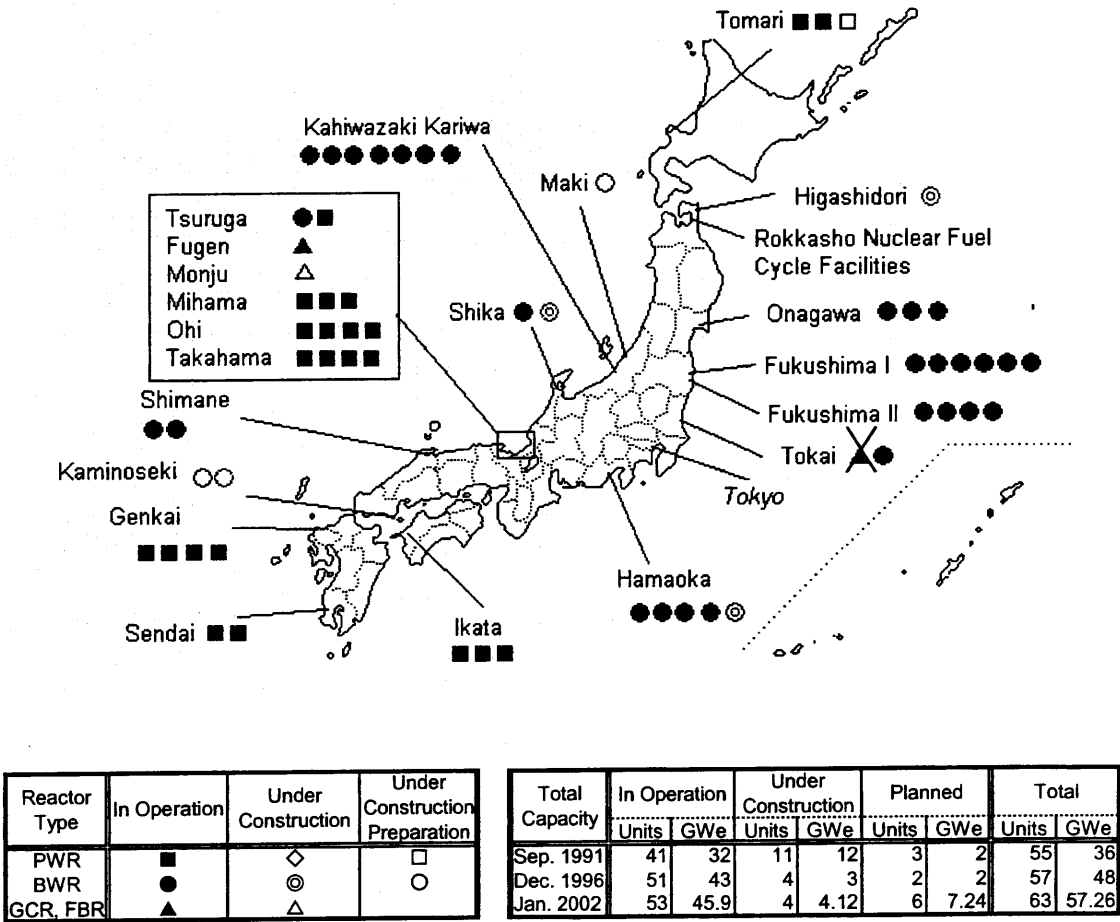 Tomari
Kahiwazaki Kariwa
Maki
Higashidori
Rokkasho Nuclear Fuel
Cycle Facilities
Tsuruga
Fugen
Monju
Mihama
Ohi
Takahama
Shika
Onagawa
Fukushima I
Fukushima II
Tokai
Tokyo
Shimane
Kaminoseki
Genkai
Sendai
Ikata
Hamaoka
Reactor Type In Operation Under Construction Under Construction Preparation
PWR
BWR
GCR, FBR
Total Capacity In Operation Under Construction Planned Total
Units GWe Units GWe Units GWe Units GWe
Sep. 1991 41 32 11 12 3 2 55 36
Dec. 1996 51 43 4 3 2 2 57 48
Jan. 2002 53 45.9 4 4.12 6 7.24 63 57.26